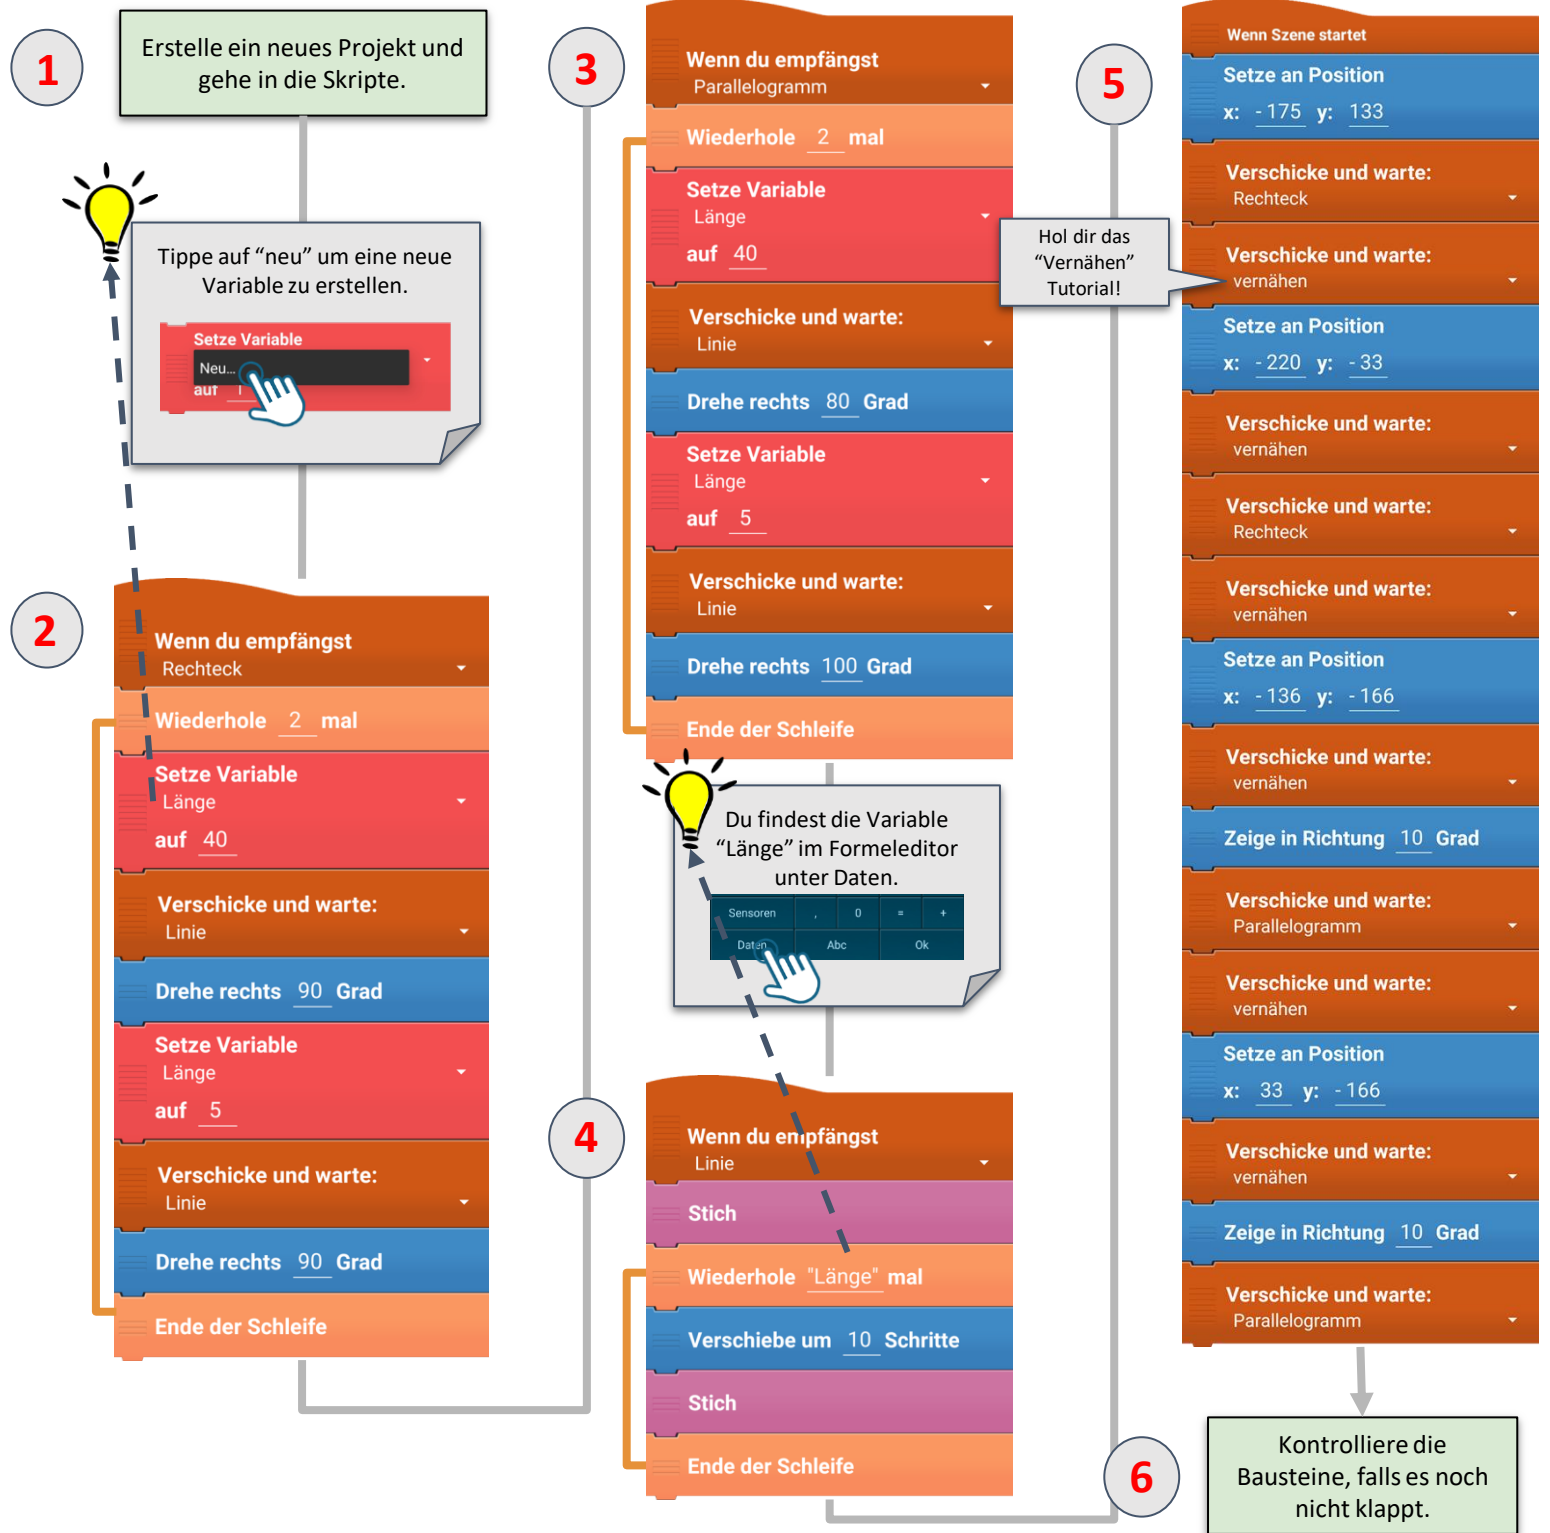 1
Erstelle ein neues Projekt und
gehe in die Skripte.
Tippe auf “neu” um eine neue
Variable zu erstellen.
Setze Variable
Neu...
auf 1
2
Wenn du empfängst
Rechteck
Wiederhole 2 mal
Setze Variable
Länge
auf 40
Verschicke und warte:
Linie
Drehe rechts 90 Grad
Setze Variable
Länge
auf 5
Verschicke und warte:
Linie
Drehe rechts 90 Grad
Ende der Schleife
3
Wenn du empfängst
Parallelogramm
Wiederhole 2 mal
Setze Variable
Länge
auf 40
Verschicke und warte:
Linie
Drehe rechts 80 Grad
Setze Variable
Länge
auf 5
Verschicke und warte:
Linie
Drehe rechts 100 Grad
Ende der Schleife
Du findest die Variable
“Länge” im Formeleditor
unter Daten.
Sensoren , 0 = +
Daten Abc Ok
4
Wenn du empfängst
Linie
Stich
Wiederhole "Länge" mal
Verschiebe um 10 Schritte
Stich
Ende der Schleife
5
Wenn Szene startet
Setze an Position
x: - 175 y: 133
Verschicke und warte:
Rechteck
Hol dir das
“Vernähen”
Tutorial!
Verschicke und warte:
vernähen
Setze an Position
x: - 220 y: - 33
Verschicke und warte:
vernähen
Verschicke und warte:
Rechteck
Verschicke und warte:
vernähen
Setze an Position
x: - 136 y: - 166
Verschicke und warte:
vernähen
Zeige in Richtung 10 Grad
Verschicke und warte:
Parallelogramm
Verschicke und warte:
vernähen
Setze an Position
x: 33 y: - 166
Verschicke und warte:
vernähen
Zeige in Richtung 10 Grad
Verschicke und warte:
Parallelogramm
6
Kontrolliere die
Bausteine, falls es noch
nicht klappt.